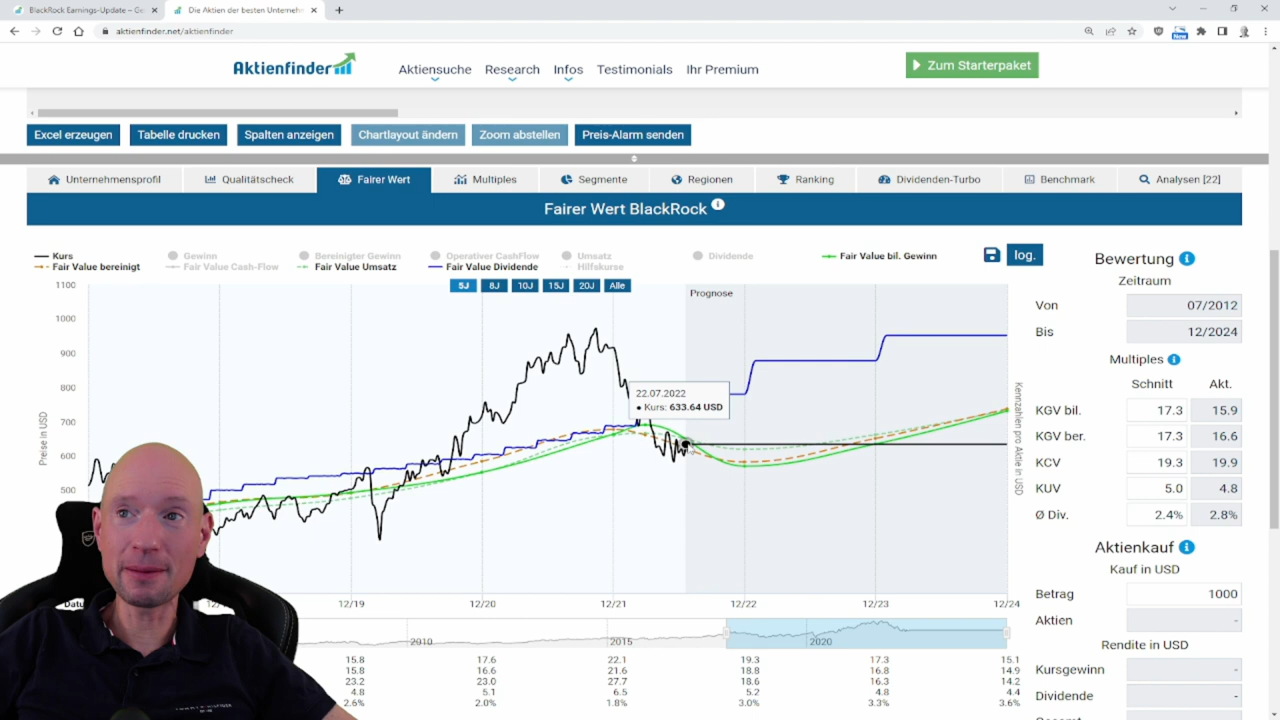 BlackRock Earnings-Update – Ge
Die Aktien der besten Unternehm
aktienfinder.net/aktienfinder
New
Aktienfinder
Aktiensuche
Research
Infos
Testimonials
Ihr Premium
Zum Starterpaket
Excel erzeugen
Tabelle drucken
Spalten anzeigen
Chartlayout ändern
Zoom abstellen
Preis-Alarm senden
Unternehmensprofil
Qualitätscheck
Fairer Wert
Multiples
Segmente
Regionen
Ranking
Dividenden-Turbo
Benchmark
Analysen [22]
Fairer Wert BlackRock
Kurs
Gewinn
Bereinigter Gewinn
Operativer CashFlow
Umsatz
Dividende
Fair Value bil. Gewinn
Fair Value bereinigt
Fair Value Cash-Flow
Fair Value Umsatz
Fair Value Dividende
Hilfskurse
log.
5J
8J
10J
15J
20J
Alle
Prognose
1100
1000
900
800
700
600
500
Preise in USD
Kennzahlen pro Aktie in USD
22.07.2022
Kurs: 633.64 USD
Datu
12/1
12/19
12/20
12/21
12/22
12/23
12/24
2010
2015
2020
15.8 17.6 22.1 19.3 17.3 15.1
15.8 16.6 21.6 18.8 16.8 14.9
23.2 23.0 27.7 18.6 16.3 14.2
4.8 5.1 6.5 5.2 4.8 4.4
2.6% 2.0% 1.8% 3.0% 3.3% 3.6%
Bewertung
Zeitraum
Von 07/2012
Bis 12/2024
Multiples
Schnitt Akt.
KGV bil. 17.3 15.9
KGV ber. 17.3 16.6
KCV 19.3 19.9
KUV 5.0 4.8
Ø Div. 2.4% 2.8%
Aktienkauf
Kauf in USD
Betrag 1000
Aktien -
Rendite in USD
Kursgewinn -
Dividende -